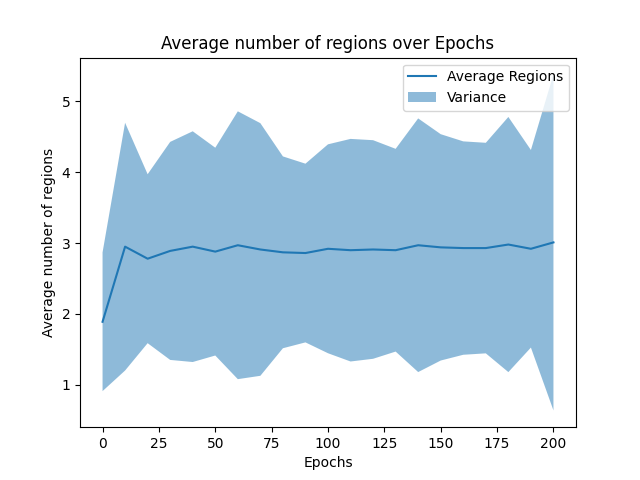 Average number of regions over Epochs
Average Regions
Variance
Average number of regions
5
4
3
2
1
0 25 50 75 100 125 150 175 200
Epochs